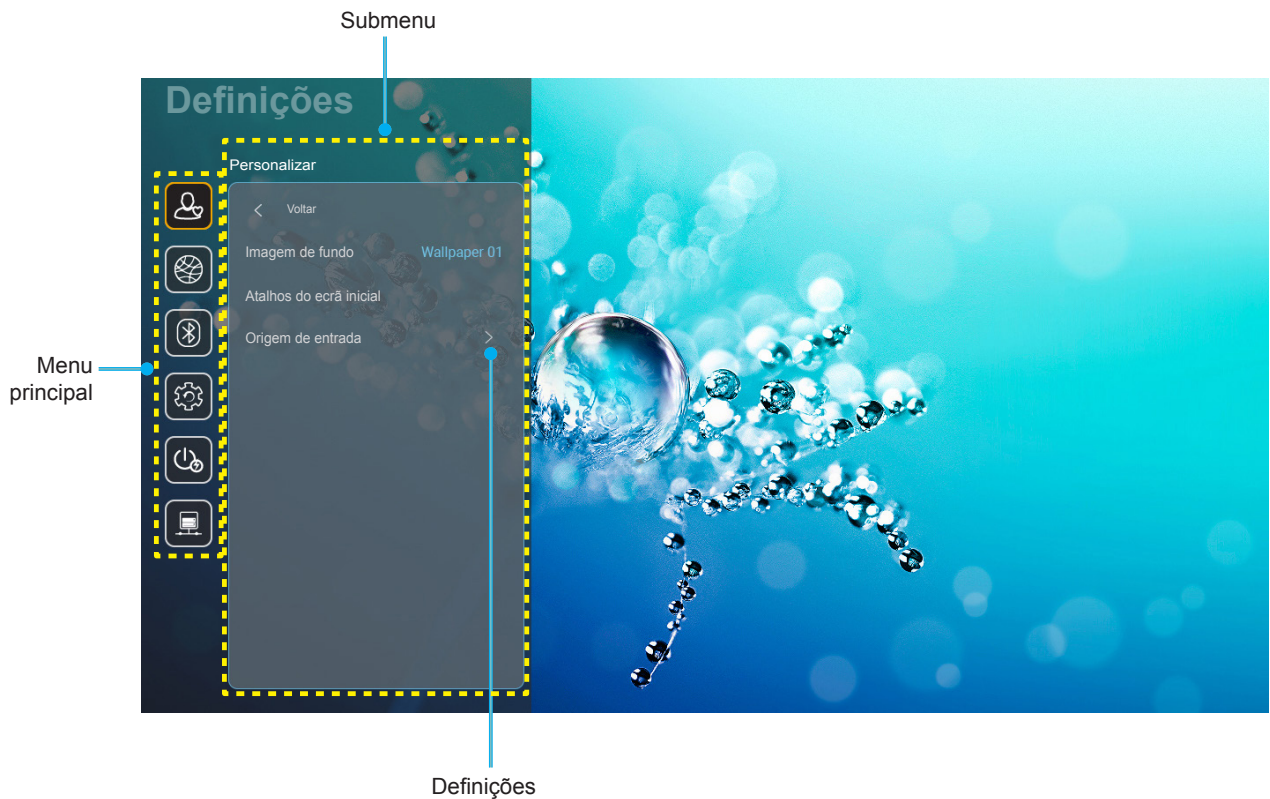 Submenu
Definições
Personalizar
Voltar
Imagem de fundo Wallpaper 01
Atalhos do ecrã inicial
Origem de entrada
Menu
principal
Definições